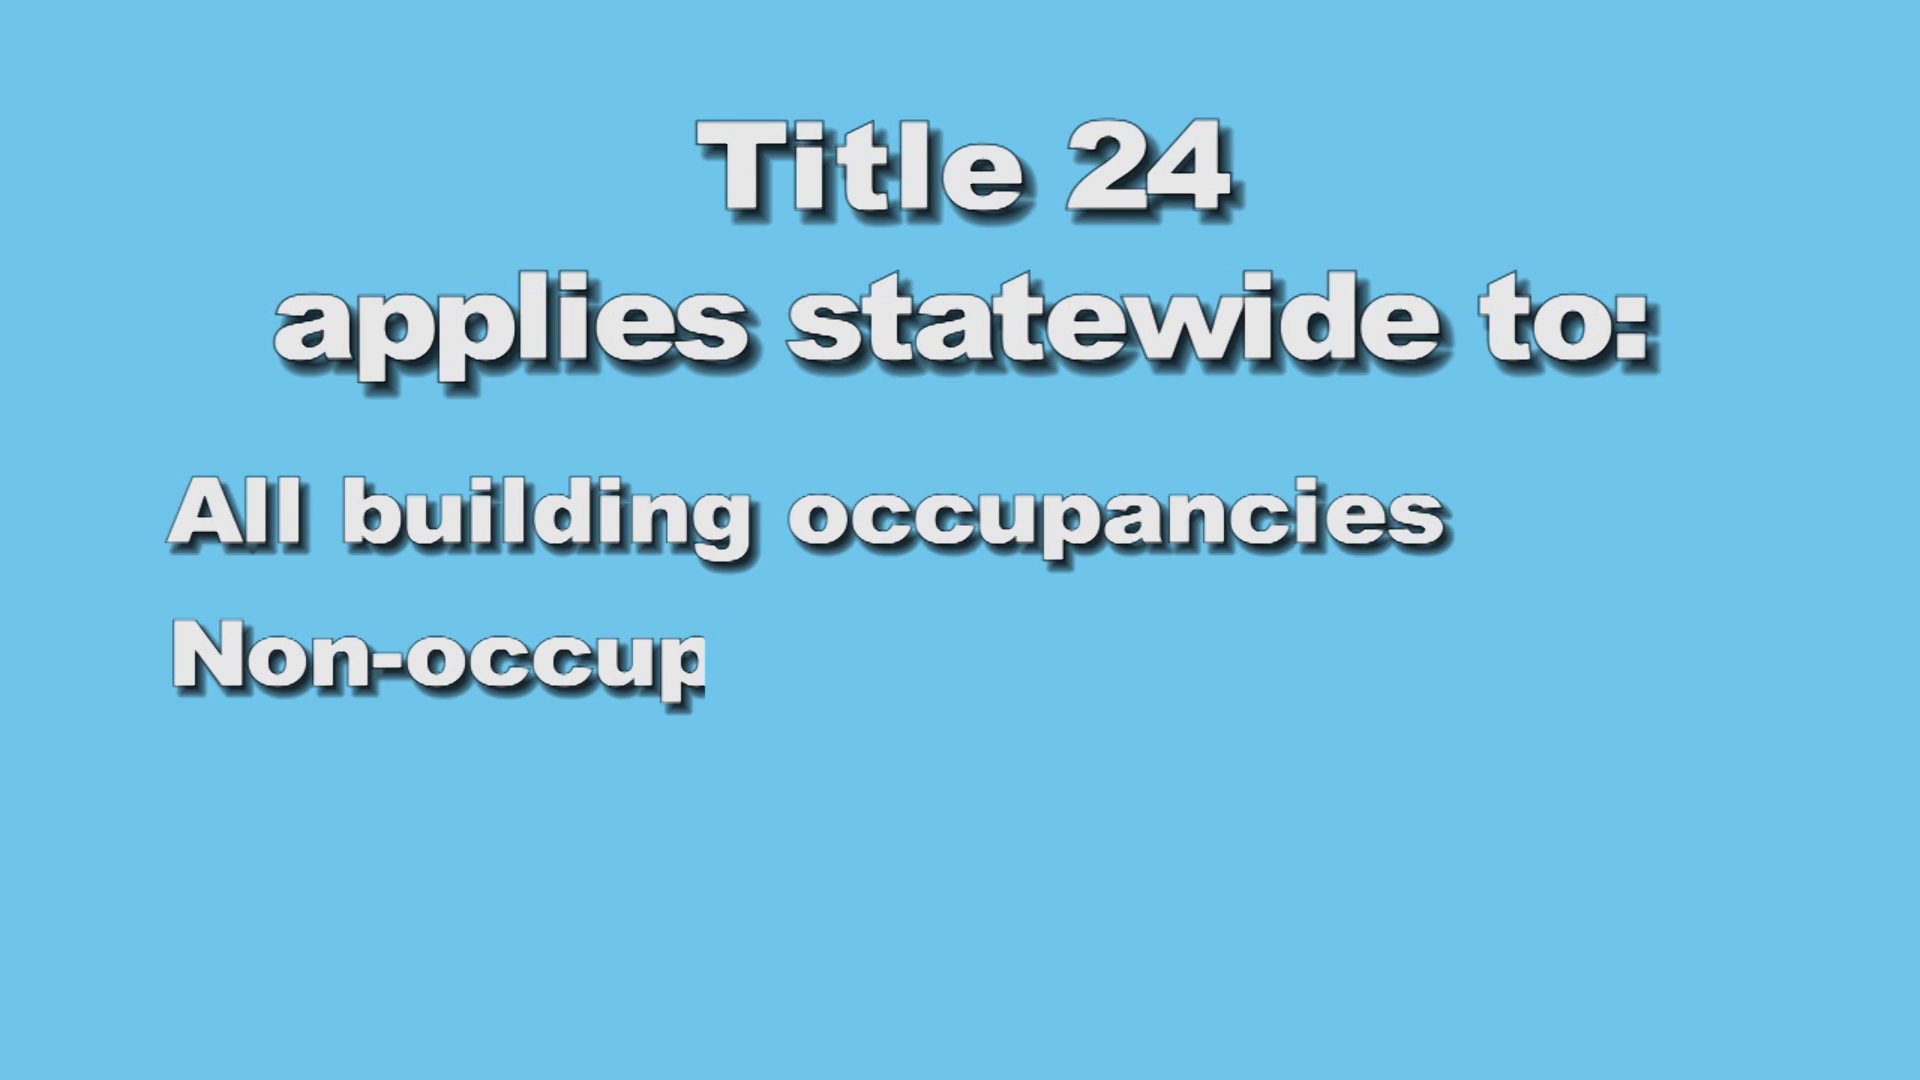 Title 24
applies statewide to:
All building occupancies
Non-occup